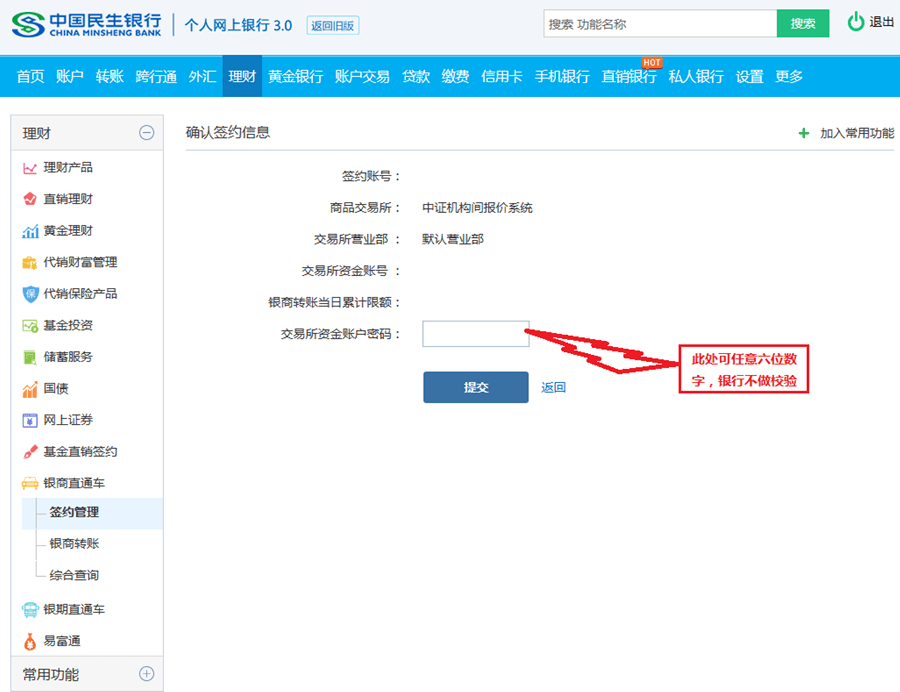 中国民生银行
CHINA MINSHENG BANK
个人网上银行 3.0
返回旧版
搜索 功能名称
搜索
退出
首页 账户 转账 跨行通 外汇 理财 黄金银行 账户交易 贷款 缴费 信用卡 手机银行 直销银行 HOT 私人银行 设置 更多
理财
理财产品
直销理财
黄金理财
代销财富管理
保
代销保险产品
基金投资
储蓄服务
国债
网上证券
基金直销签约
银商直通车
签约管理
银商转账
综合查询
银期直通车
易富通
常用功能
确认签约信息
加入常用功能
签约账号：
商品交易所： 中证机构间报价系统
交易所营业部 ： 默认营业部
交易所资金账号 ：
银商转账当日累计限额：
交易所资金账户密码：
此处可任意六位数
字，银行不做校验
提交
返回